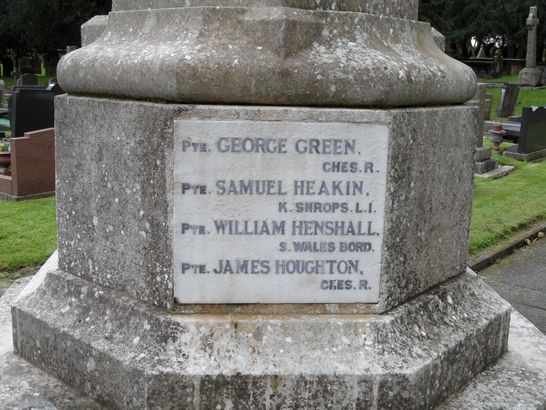 PTE. GEORGE GREEN,
CHES. R.
PTE. SAMUEL HEAKIN,
K. SHROPS. L.I.
PTE. WILLIAM HENSHALL,
S. WALES BORD.
PTE. JAMES HOUGHTON,
CHES. R.